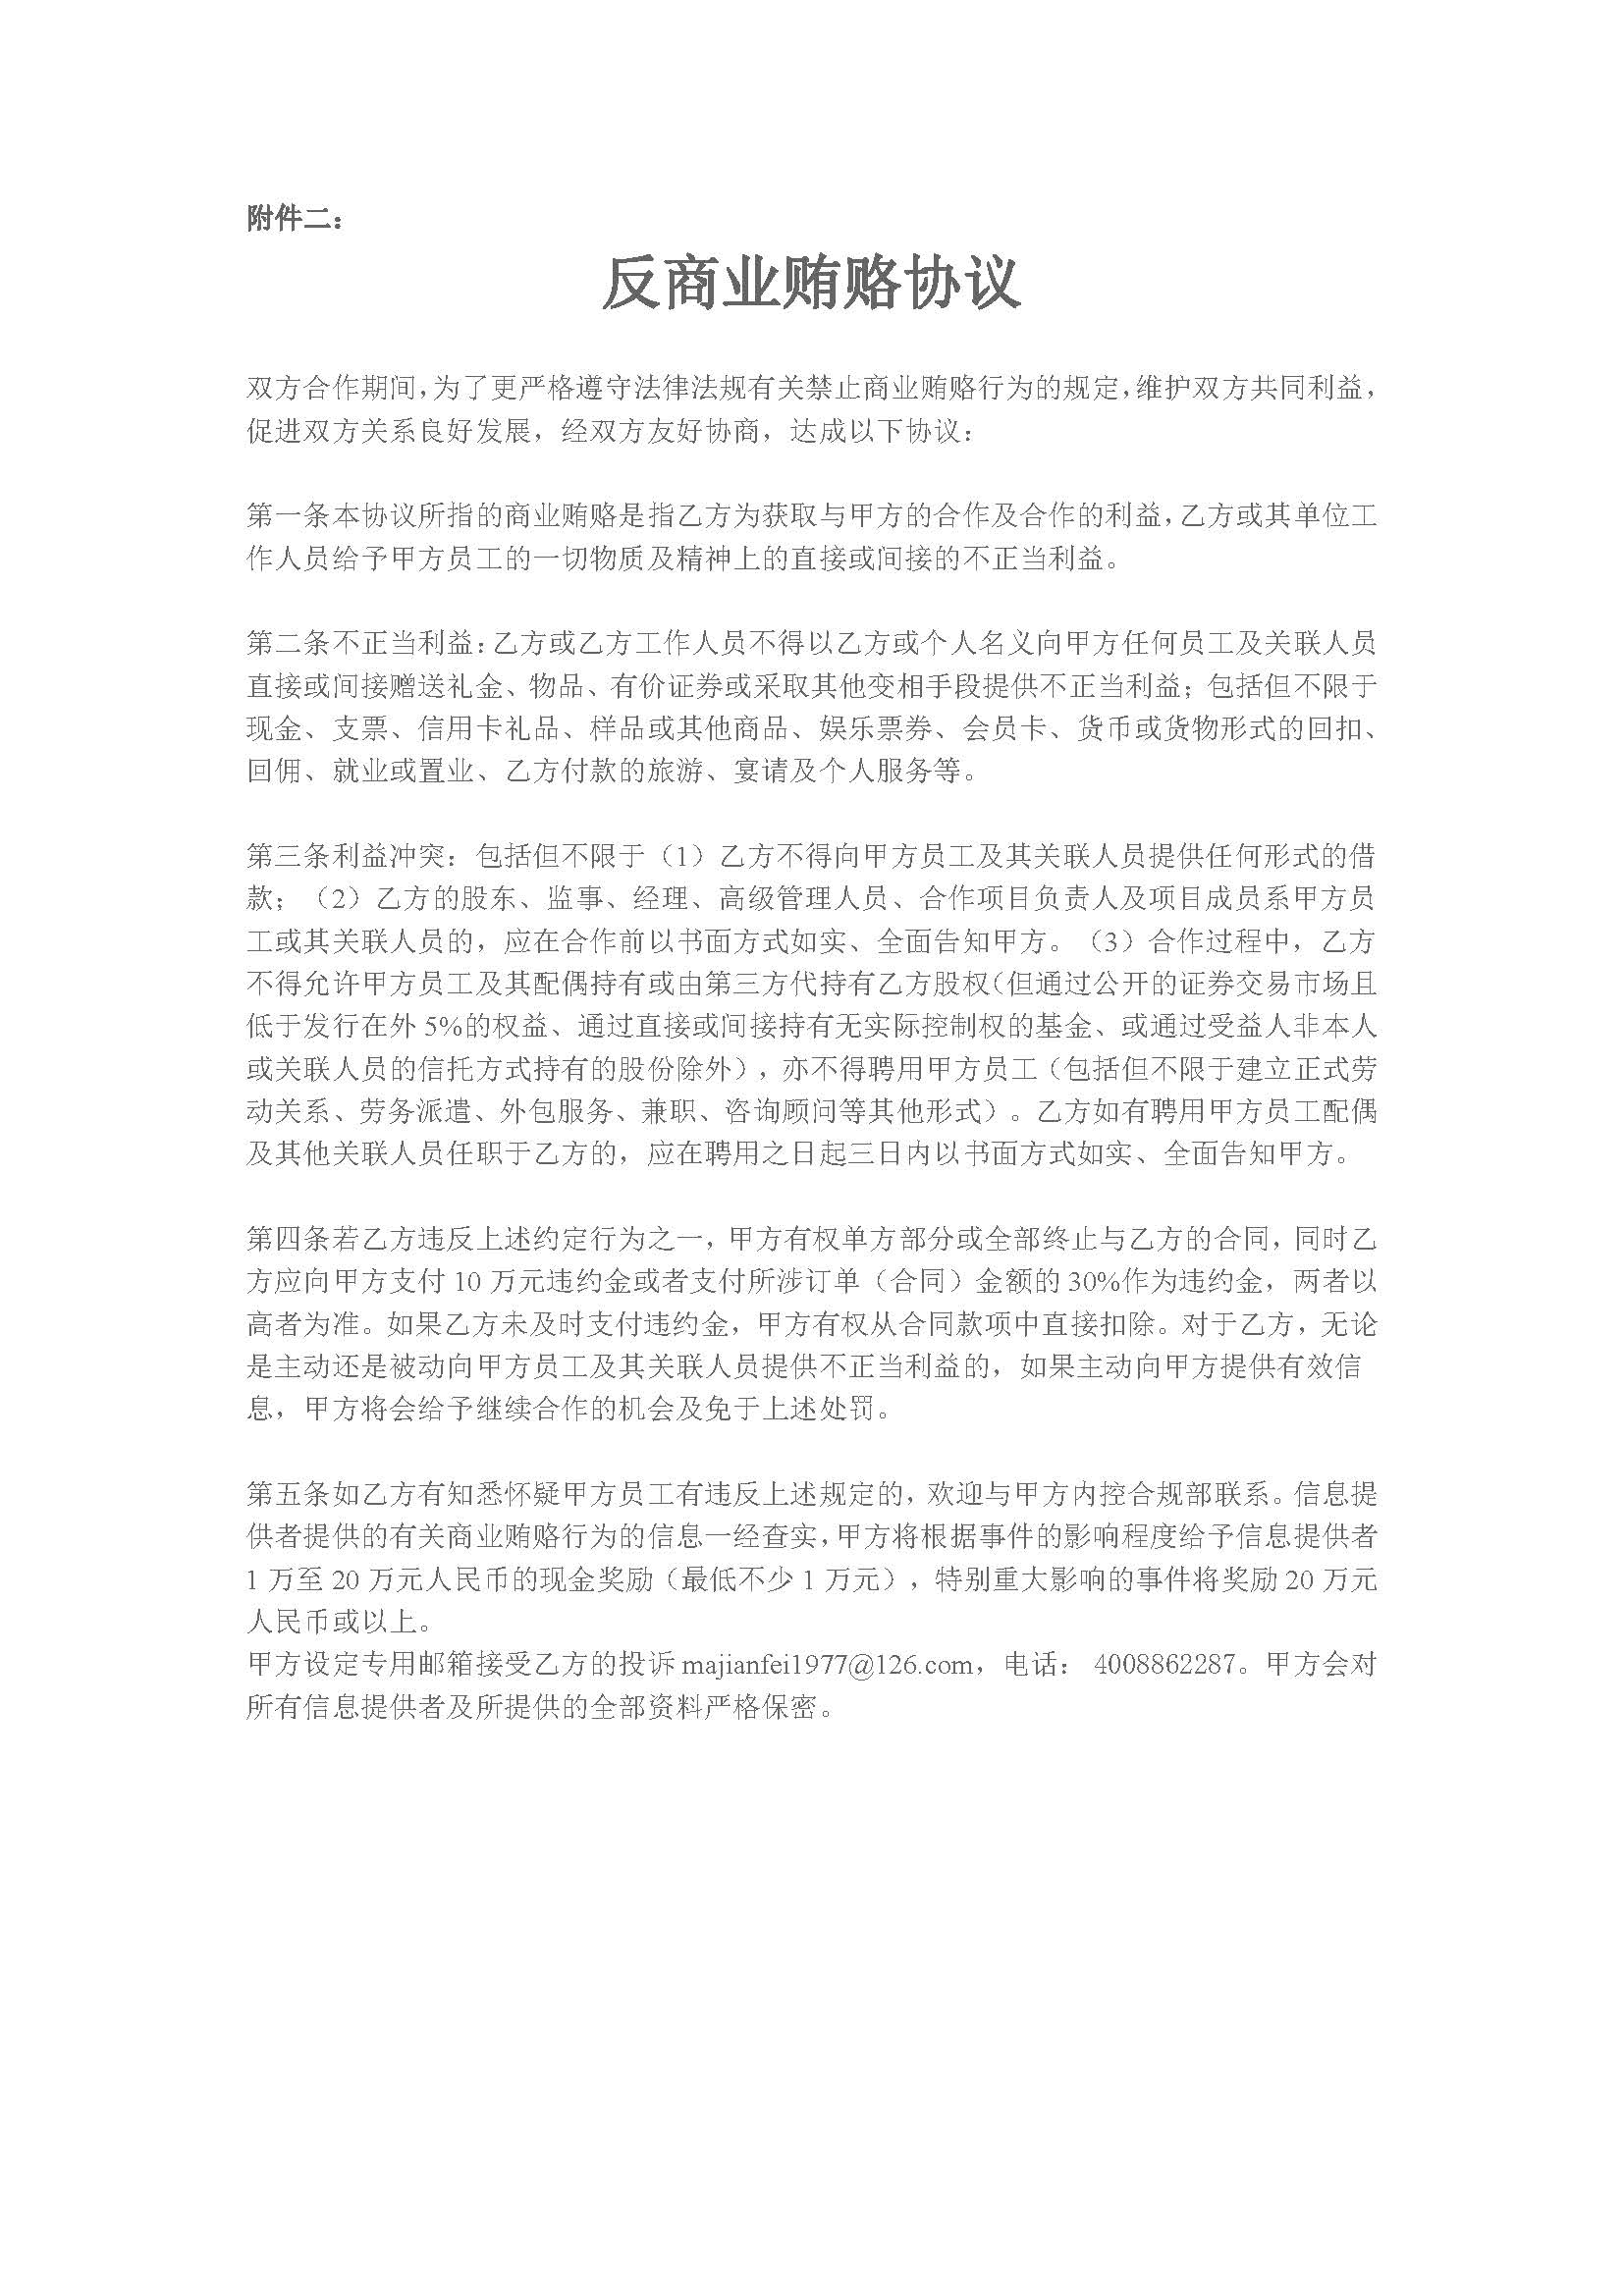 附件二：
反商业贿赂协议
双方合作期间，为了更严格遵守法律法规有关禁止商业贿赂行为的规定，维护双方共同利益，
促进双方关系良好发展，经双方友好协商，达成以下协议：
第一条本协议所指的商业贿赂是指乙方为获取与甲方的合作及合作的利益，乙方或其单位工
作人员给予甲方员工的一切物质及精神上的直接或间接的不正当利益。
第二条不正当利益：乙方或乙方工作人员不得以乙方或个人名义向甲方任何员工及关联人员
直接或间接赠送礼金、物品、有价证券或采取其他变相手段提供不正当利益；包括但不限于
现金、支票、信用卡礼品、样品或其他商品、娱乐票券、会员卡、货币或货物形式的回扣、
回佣、就业或置业、乙方付款的旅游、宴请及个人服务等。
第三条利益冲突：包括但不限于（1）乙方不得向甲方员工及其关联人员提供任何形式的借
款；（2）乙方的股东、监事、经理、高级管理人员、合作项目负责人及项目成员系甲方员
工或其关联人员的，应在合作前以书面方式如实、全面告知甲方。（3）合作过程中，乙方
不得允许甲方员工及其配偶持有或由第三方代持有乙方股权（但通过公开的证券交易市场且
低于发行在外 5%的权益、通过直接或间接持有无实际控制权的基金、或通过受益人非本人
或关联人员的信托方式持有的股份除外），亦不得聘用甲方员工（包括但不限于建立正式劳
动关系、劳务派遣、外包服务、兼职、咨询顾问等其他形式）。乙方如有聘用甲方员工配偶
及其他关联人员任职于乙方的，应在聘用之日起三日内以书面方式如实、全面告知甲方。
第四条若乙方违反上述约定行为之一，甲方有权单方部分或全部终止与乙方的合同，同时乙
方应向甲方支付 10 万元违约金或者支付所涉订单（合同）金额的 30%作为违约金，两者以
高者为准。如果乙方未及时支付违约金，甲方有权从合同款项中直接扣除。对于乙方，无论
是主动还是被动向甲方员工及其关联人员提供不正当利益的，如果主动向甲方提供有效信
息，甲方将会给予继续合作的机会及免于上述处罚。
第五条如乙方有知悉怀疑甲方员工有违反上述规定的，欢迎与甲方内控合规部联系。信息提
供者提供的有关商业贿赂行为的信息一经查实，甲方将根据事件的影响程度给予信息提供者
1 万至 20 万元人民币的现金奖励（最低不少 1 万元），特别重大影响的事件将奖励 20 万元
人民币或以上。
甲方设定专用邮箱接受乙方的投诉 majianfei1977@126.com，电话： 4008862287。甲方会对
所有信息提供者及所提供的全部资料严格保密。